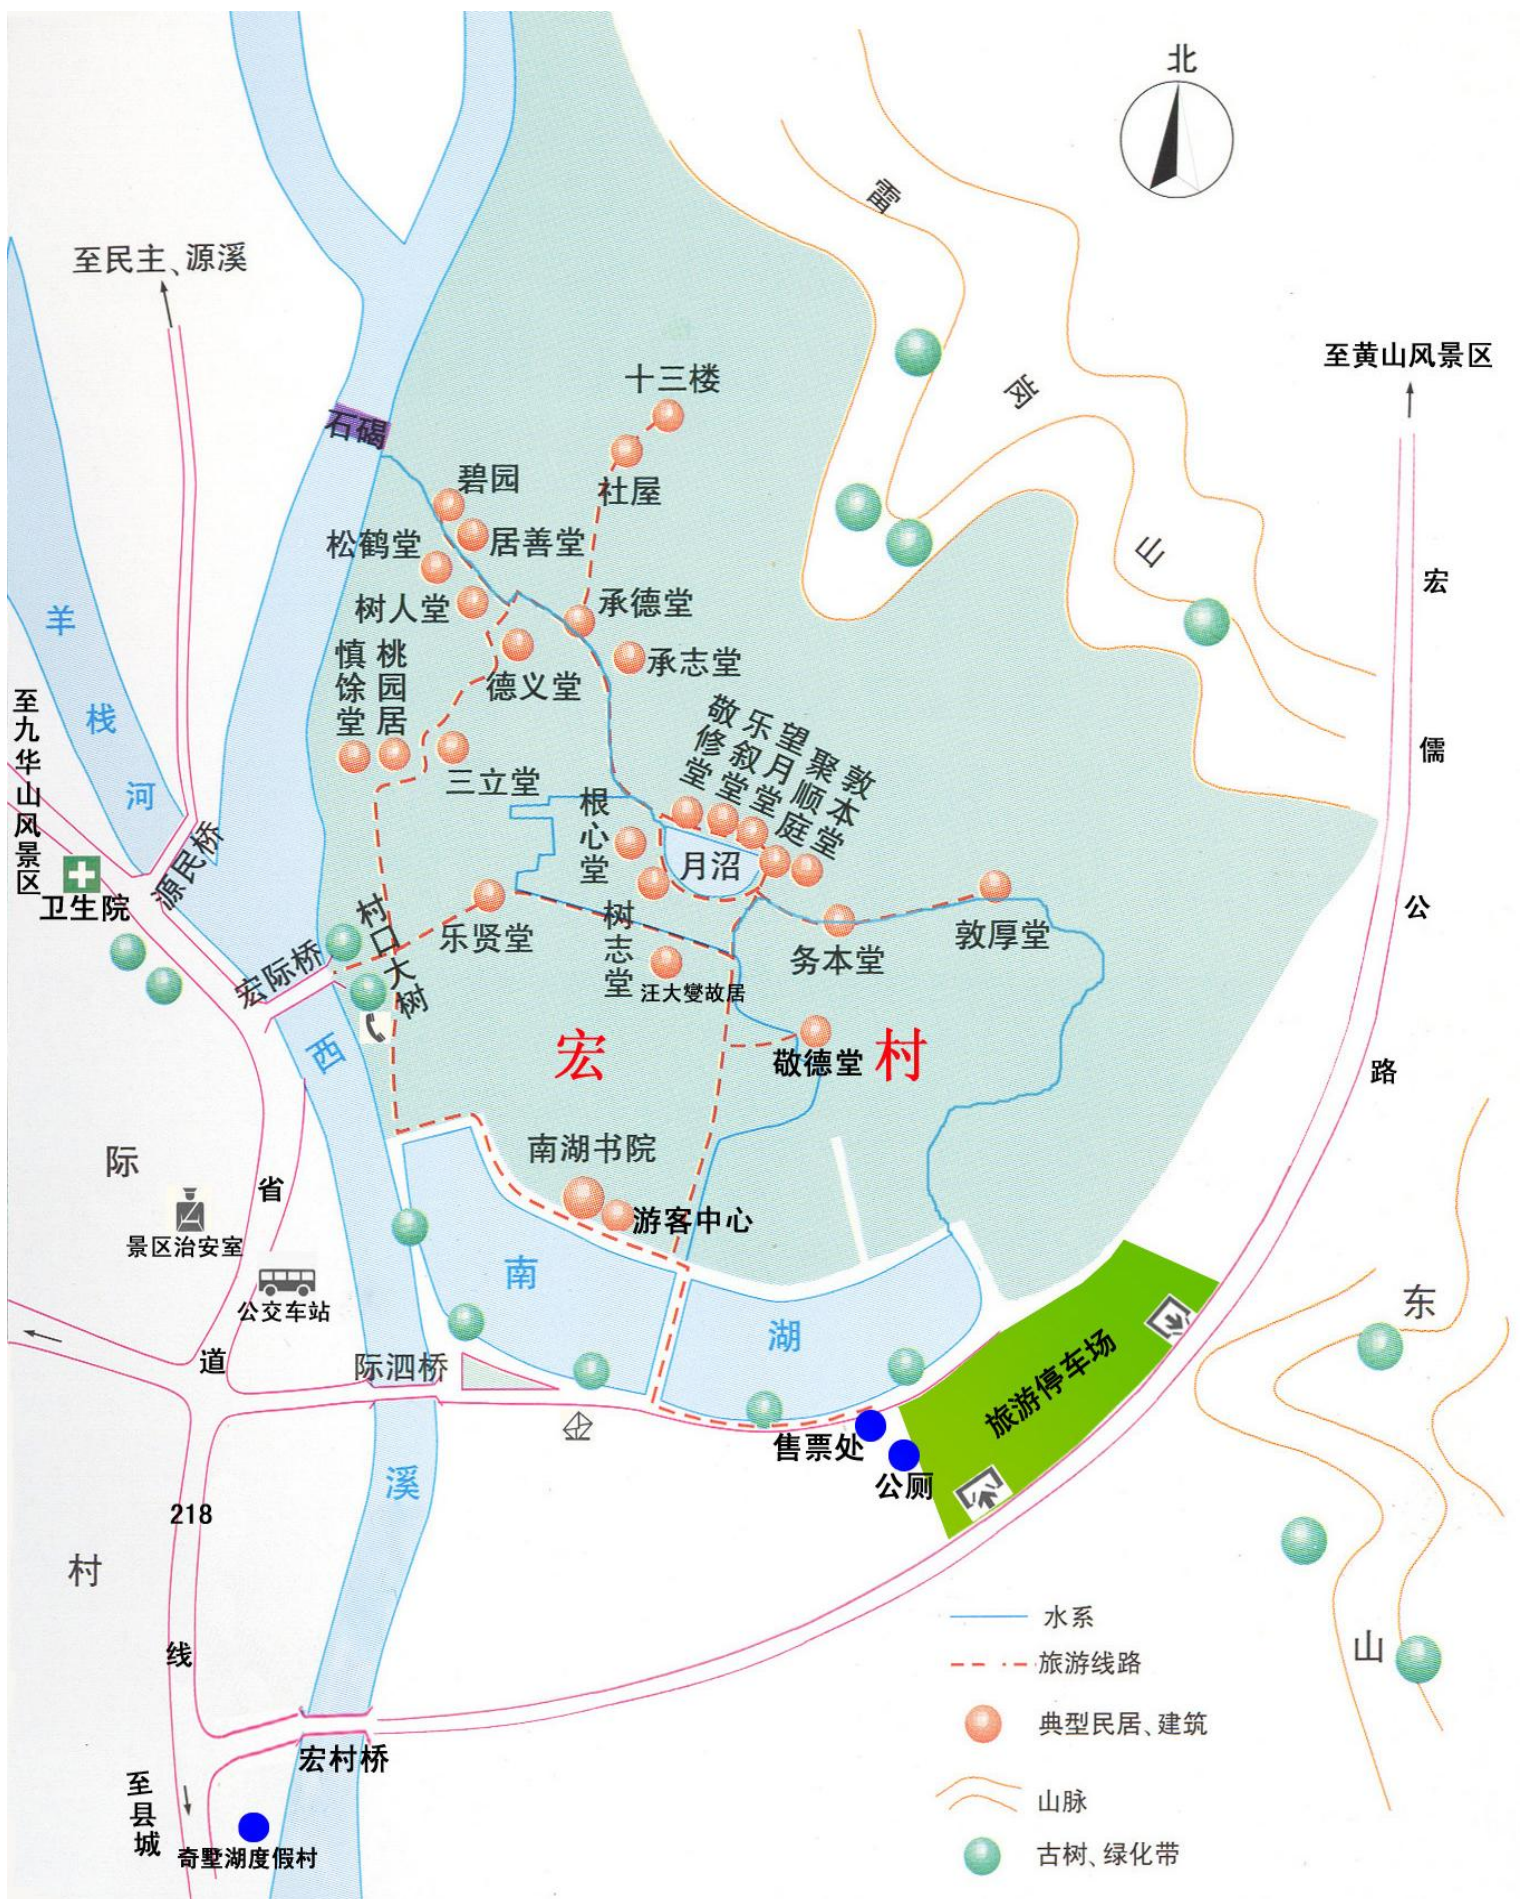 北
雷
岗
山
至民主、源溪
至黄山风景区
石碣
十三楼
社屋
碧园
居善堂
松鹤堂
树人堂
承德堂
承志堂
德义堂
慎馀堂
桃园居
三立堂
敬修堂
乐叙堂
望月堂
聚顺庭
敦本堂
根心堂
月沼
树志堂
乐贤堂
务本堂
敦厚堂
汪大燮故居
敬德堂
宏村
村口大树
羊栈河
至九华山风景区
卫生院
源民桥
宏际桥
西溪
际村
景区治安室
公交车站
省道
218
线
际泗桥
南湖书院
游客中心
南湖
售票处
公厕
旅游停车场
宏儒公路
东山
宏村桥
至县城
奇墅湖度假村
水系
旅游线路
典型民居、建筑
山脉
古树、绿化带